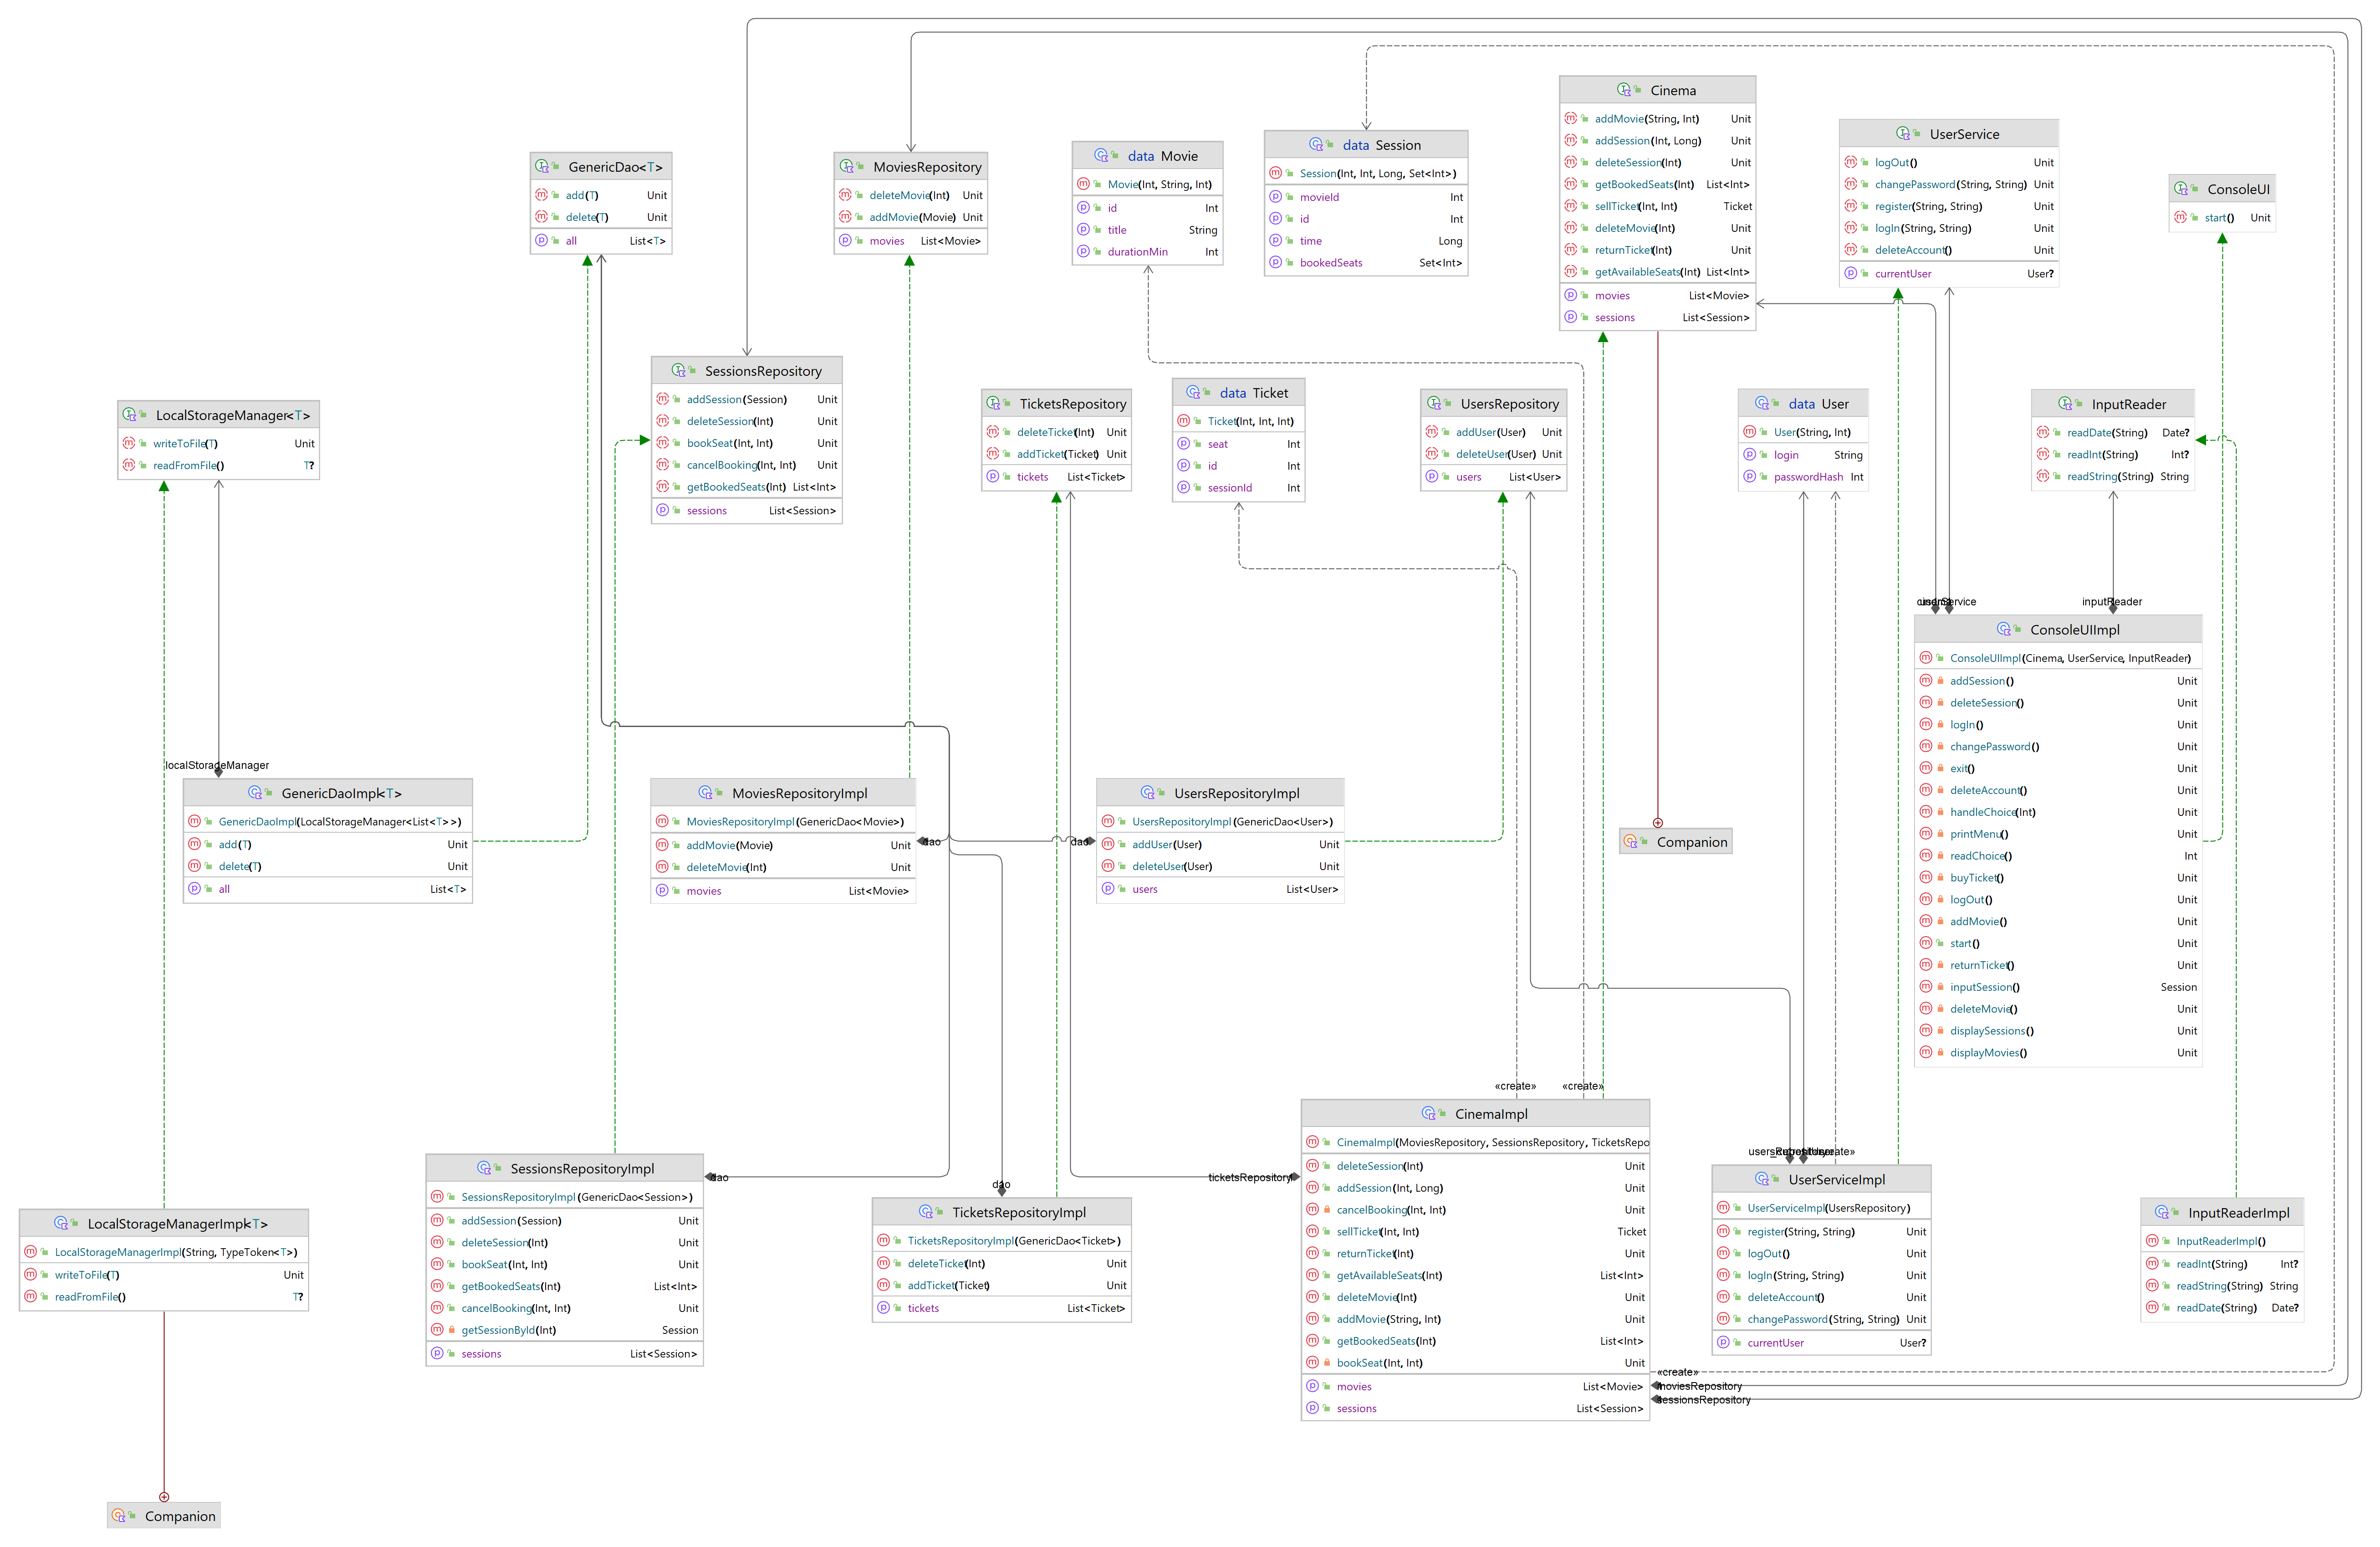 Cinema
addMovie(String, Int) Unit
addSession(Int, Long) Unit
deleteSession(Int) Unit
getBookedSeats(Int) List<Int>
sellTicket(Int, Int) Ticket
deleteMovie(Int) Unit
returnTicket(Int) Unit
getAvailableSeats(Int) List<Int>
movies List<Movie>
sessions List<Session>
UserService
logOut() Unit
changePassword(String, String) Unit
register(String, String) Unit
logIn(String, String) Unit
deleteAccount() Unit
currentUser User?
ConsoleUI
start() Unit
GenericDao<T>
add(T) Unit
delete(T) Unit
all List<T>
MoviesRepository
deleteMovie(Int) Unit
addMovie(Movie) Unit
movies List<Movie>
data Movie
Movie(Int, String, Int)
id Int
title String
durationMin Int
data Session
Session(Int, Int, Long, Set<Int>)
movieId Int
id Int
time Long
bookedSeats Set<Int>
LocalStorageManager<T>
writeToFile(T) Unit
readFromFile() T?
SessionsRepository
addSession(Session) Unit
deleteSession(Int) Unit
bookSeat(Int, Int) Unit
cancelBooking(Int, Int) Unit
getBookedSeats(Int) List<Int>
sessions List<Session>
TicketsRepository
deleteTicket(Int) Unit
addTicket(Ticket) Unit
tickets List<Ticket>
data Ticket
Ticket(Int, Int, Int)
seat Int
id Int
sessionId Int
UsersRepository
addUser(User) Unit
deleteUser(User) Unit
users List<User>
data User
User(String, Int)
login String
passwordHash Int
InputReader
readDate(String) Date?
readInt(String) Int?
readString(String) String
inputReader
ConsoleUIImpl
ConsoleUIImpl(Cinema, UserService, InputReader)
addSession() Unit
deleteSession() Unit
logIn() Unit
changePassword() Unit
exit() Unit
deleteAccount() Unit
handleChoice(Int) Unit
printMenu() Unit
readChoice() Int
buyTicket() Unit
logOut() Unit
addMovie() Unit
start() Unit
returnTicket() Unit
inputSession() Session
deleteMovie() Unit
displaySessions() Unit
displayMovies() Unit
localStorageManager
GenericDaoImpl<T>
GenericDaoImpl(LocalStorageManager<List<T>>)
add(T) Unit
delete(T) Unit
all List<T>
MoviesRepositoryImpl
MoviesRepositoryImpl(GenericDao<Movie>)
addMovie(Movie) Unit
deleteMovie(Int) Unit
movies List<Movie>
dao
dao
UsersRepositoryImpl
UsersRepositoryImpl(GenericDao<User>)
addUser(User) Unit
deleteUser(User) Unit
users List<User>
Companion
«create» «create»
CinemaImpl
CinemaImpl(MoviesRepository, SessionsRepository, TicketsRepo
deleteSession(Int) Unit
addSession(Int, Long) Unit
cancelBooking(Int, Int) Unit
sellTicket(Int, Int) Ticket
returnTicket(Int) Unit
getAvailableSeats(Int) List<Int>
deleteMovie(Int) Unit
addMovie(String, Int) Unit
getBookedSeats(Int) List<Int>
bookSeat(Int, Int) Unit
movies List<Movie>
sessions List<Session>
ticketsRepository
«create»
moviesRepository
sessionsRepository
SessionsRepositoryImpl
SessionsRepositoryImpl(GenericDao<Session>)
addSession(Session) Unit
deleteSession(Int) Unit
bookSeat(Int, Int) Unit
getBookedSeats(Int) List<Int>
cancelBooking(Int, Int) Unit
getSessionById(Int) Session
sessions List<Session>
dao
dao
TicketsRepositoryImpl
TicketsRepositoryImpl(GenericDao<Ticket>)
deleteTicket(Int) Unit
addTicket(Ticket) Unit
tickets List<Ticket>
UserServiceImpl
UserServiceImpl(UsersRepository)
register(String, String) Unit
logOut() Unit
logIn(String, String) Unit
deleteAccount() Unit
changePassword(String, String) Unit
currentUser User?
InputReaderImpl
InputReaderImpl()
readInt(String) Int?
readString(String) String
readDate(String) Date?
LocalStorageManagerImpl<T>
LocalStorageManagerImpl(String, TypeToken<T>)
writeToFile(T) Unit
readFromFile() T?
Companion